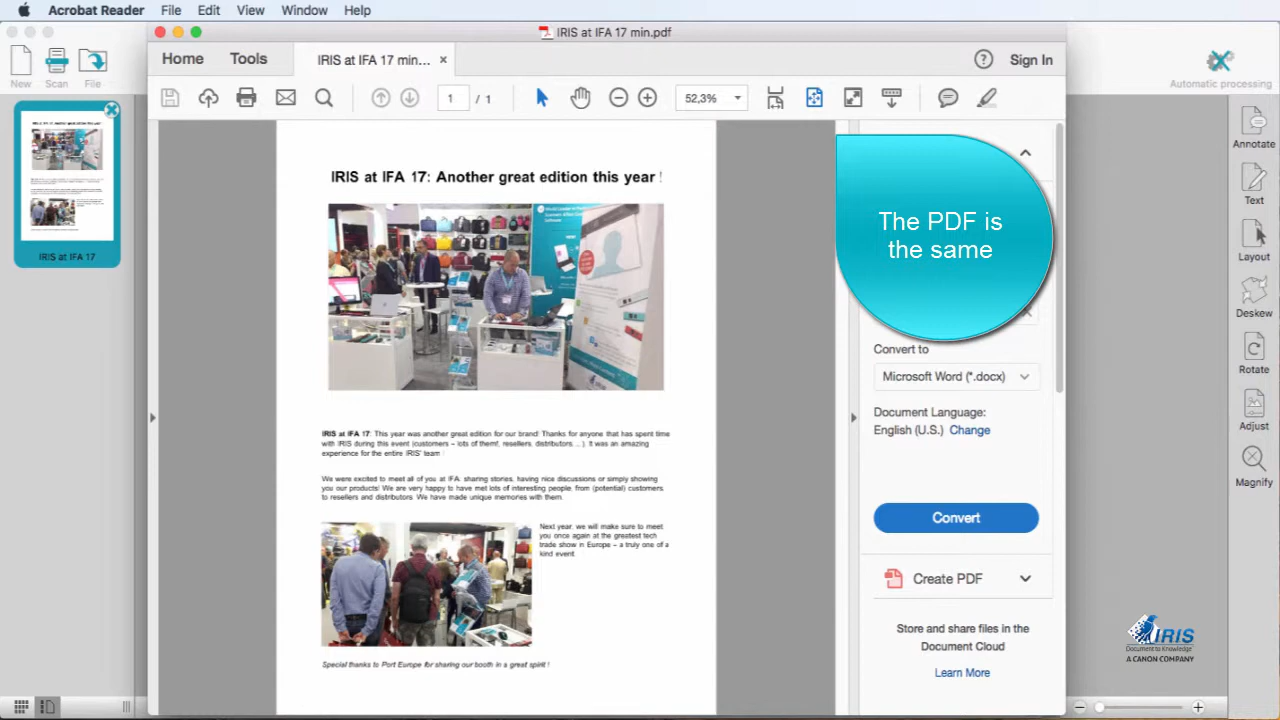 Acrobat Reader File Edit View Window Help
IRIS at IFA 17 min.pdf
New Scan File
Home Tools IRIS at IFA 17 min... × Sign In
1 / 1 52,3%
Automatic processing
Annotate
Text
Layout
Deskew
Rotate
Adjust
Magnify
IRIS at IFA 17
IRIS at IFA 17: Another great edition this year !
IRIS at IFA 17: This year was another great edition for our brand! Thanks for anyone that has spent time
with IRIS during this event (customers – lots of themf, resellers, distributors, ...). It was an amazing
experience for the entire IRIS' team !
We were excited to meet all of you at IFA, sharing stories, having nice discussions or simply showing
you our products! We are very happy to have met lots of interesting people, from (potential) customers,
to resellers and distributors. We have made unique memories with them.
Next year, we will make sure to meet
you once again at the greatest tech
trade show in Europe – a truly one of a
kind event.
Special thanks to Port Europe for sharing our booth in a great spirit !
The PDF is
the same
Convert to
Microsoft Word (*.docx)
Document Language:
English (U.S.) Change
Convert
Create PDF
Store and share files in the
Document Cloud
Learn More
IRIS
Document to Knowledge
A CANON COMPANY